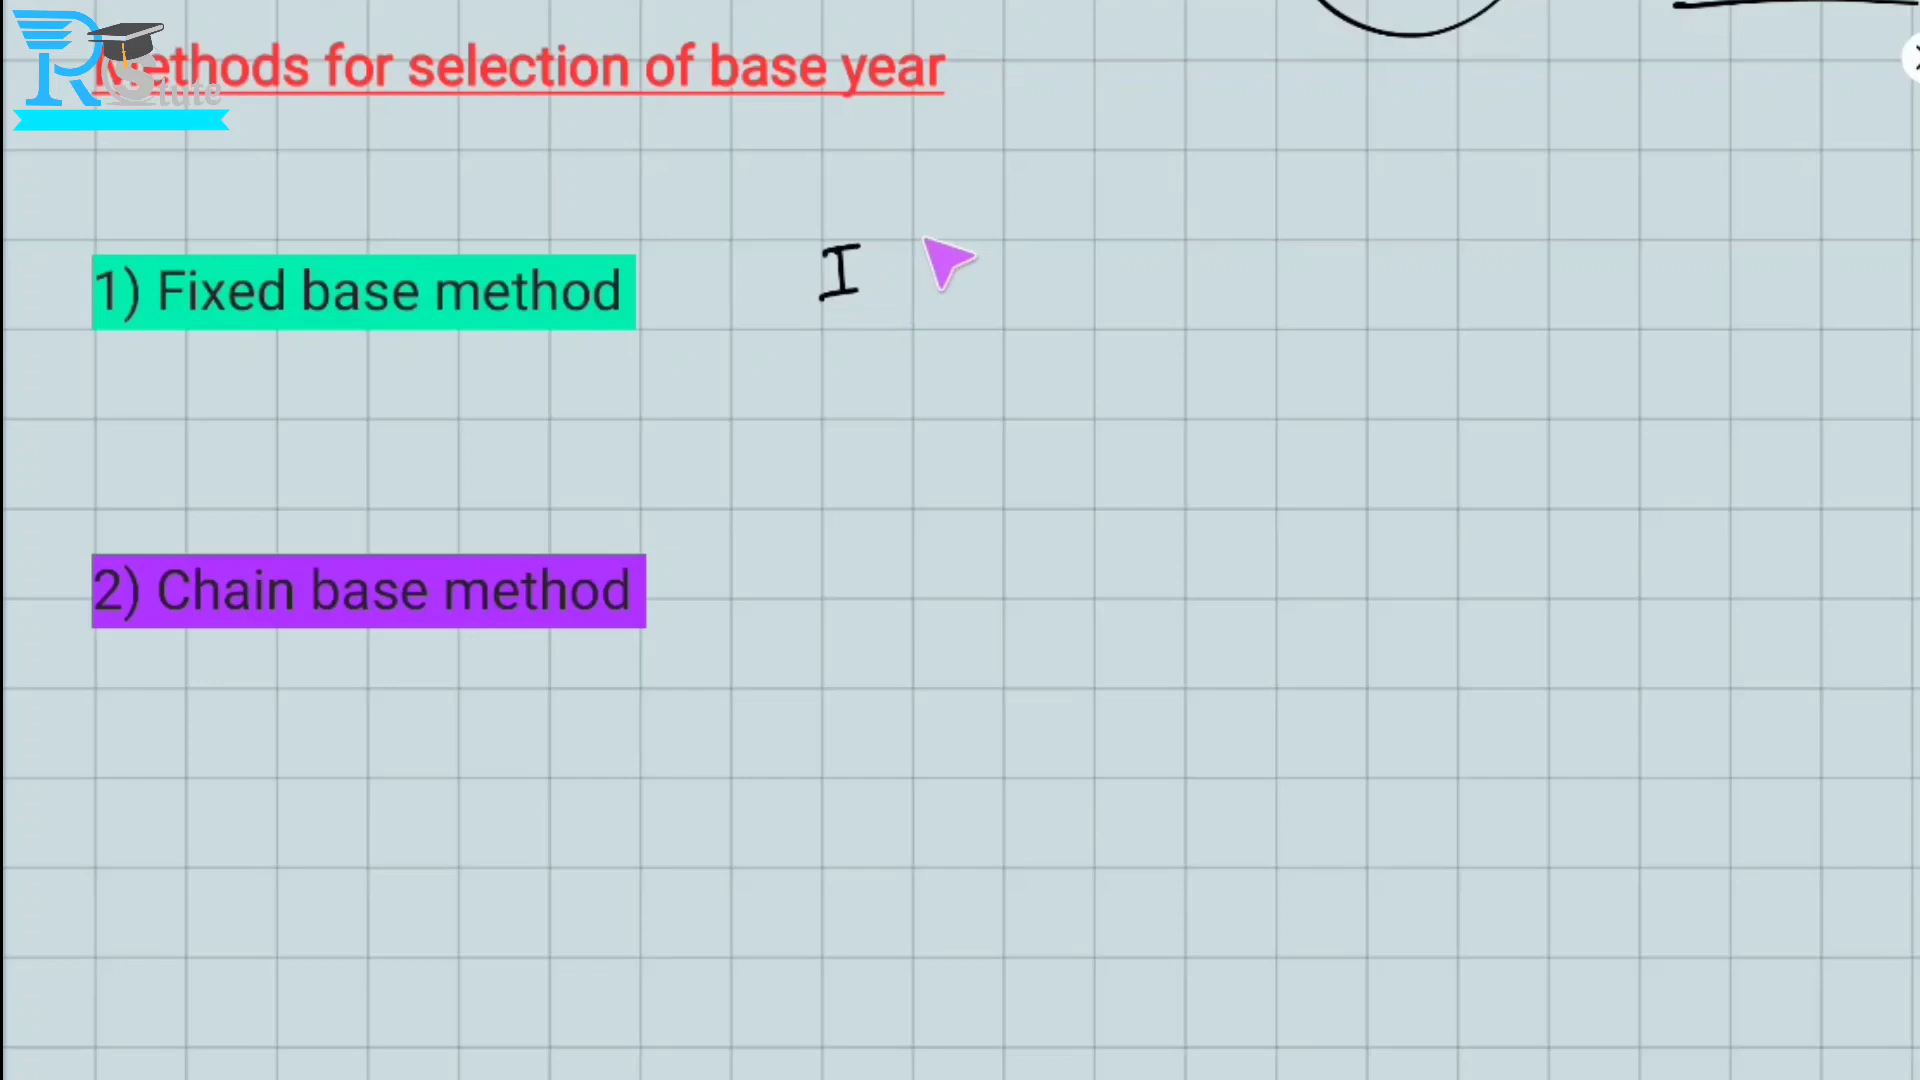 Methods for selection of base year
1) Fixed base method
I
2) Chain base method